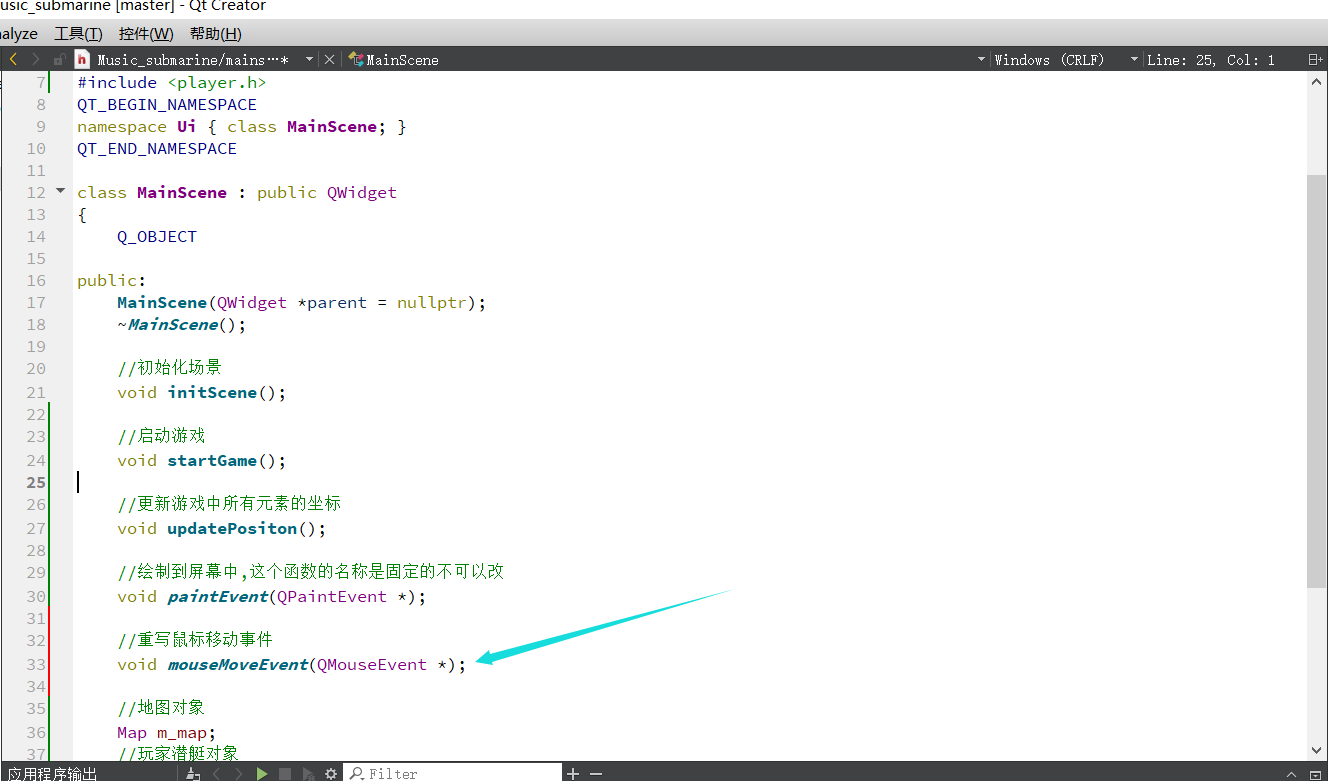 usic_submarine [master] - Qt Creator
nalyze 工具(T) 控件(W) 帮助(H)
h Music_submarine/mains…* MainScene Windows (CRLF) Line: 25, Col: 1
7 #include <player.h>
8 QT_BEGIN_NAMESPACE
9 namespace Ui { class MainScene; }
10 QT_END_NAMESPACE
11
12 class MainScene : public QWidget
13 {
14 Q_OBJECT
15
16 public:
17 MainScene(QWidget *parent = nullptr);
18 ~MainScene();
19
20 //初始化场景
21 void initScene();
22
23 //启动游戏
24 void startGame();
25
26 //更新游戏中所有元素的坐标
27 void updatePositon();
28
29 //绘制到屏幕中,这个函数的名称是固定的不可以改
30 void paintEvent(QPaintEvent *);
31
32 //重写鼠标移动事件
33 void mouseMoveEvent(QMouseEvent *);
34
35 //地图对象
36 Map m_map;
37 //玩家潜艇对象
应用程序输出 Filter